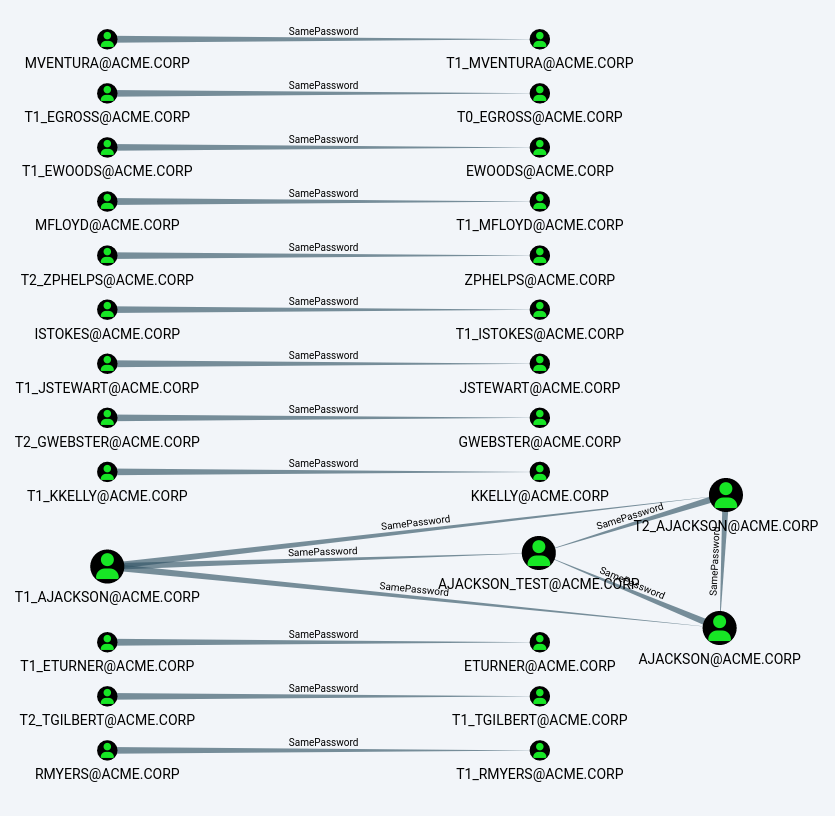 SamePassword
MVENTURA@ACME.CORP T1_MVENTURA@ACME.CORP
SamePassword
T1_EGROSS@ACME.CORP T0_EGROSS@ACME.CORP
SamePassword
T1_EWOODS@ACME.CORP EWOODS@ACME.CORP
SamePassword
MFLOYD@ACME.CORP T1_MFLOYD@ACME.CORP
SamePassword
T2_ZPHELPS@ACME.CORP ZPHELPS@ACME.CORP
SamePassword
ISTOKES@ACME.CORP T1_ISTOKES@ACME.CORP
SamePassword
T1_JSTEWART@ACME.CORP JSTEWART@ACME.CORP
SamePassword
T2_GWEBSTER@ACME.CORP GWEBSTER@ACME.CORP
SamePassword
T1_KKELLY@ACME.CORP KKELLY@ACME.CORP
SamePassword
SamePassword
T2_AJACKSON@ACME.CORP
SamePassword
SamePassword
SamePassword
AJACKSON_TEST@ACME.CORP
SamePassword
T1_AJACKSON@ACME.CORP
SamePassword
T1_ETURNER@ACME.CORP ETURNER@ACME.CORP
AJACKSON@ACME.CORP
SamePassword
T2_TGILBERT@ACME.CORP T1_TGILBERT@ACME.CORP
SamePassword
RMYERS@ACME.CORP T1_RMYERS@ACME.CORP